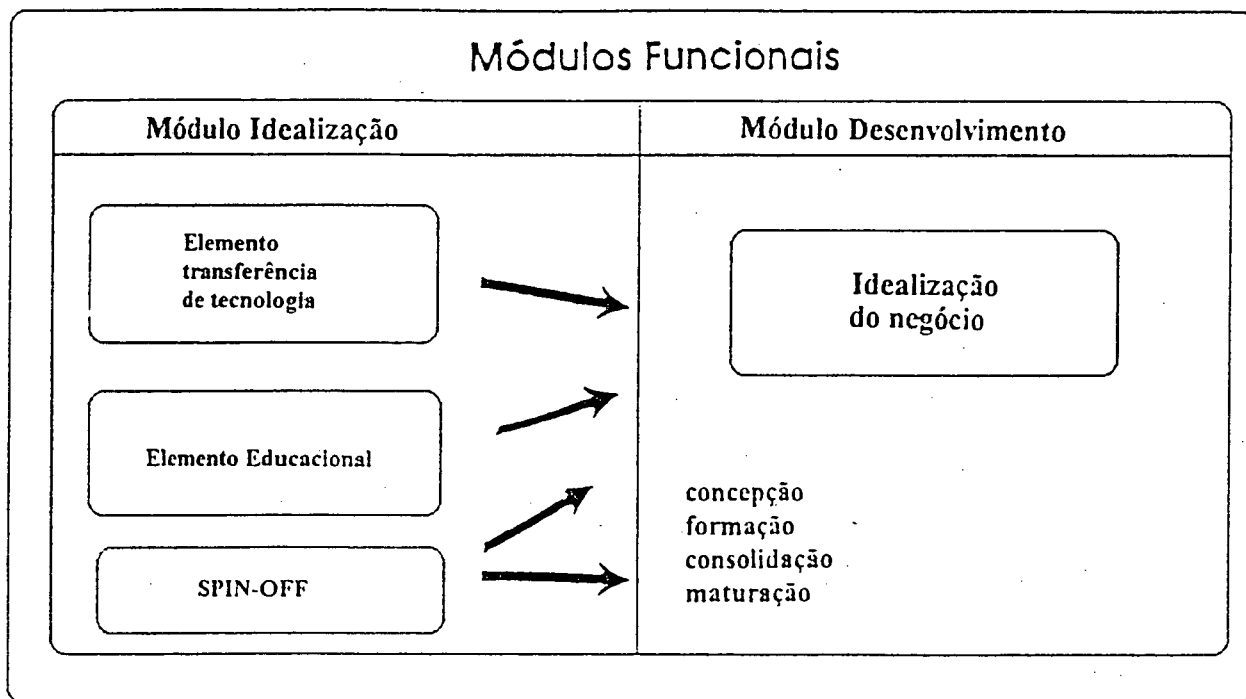 Módulos Funcionais
Módulo Idealização
Módulo Desenvolvimento
Elemento
transferência
de tecnologia
Idealização
do negócio
Elemento Educacional
SPIN-OFF
concepção
formação
consolidação
maturação